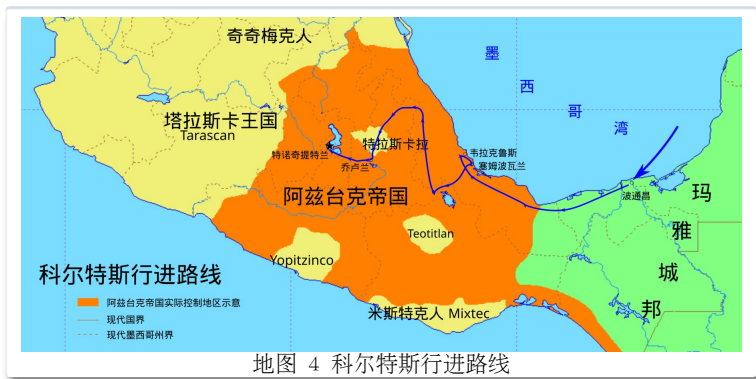 奇奇梅克人
墨
西
哥
湾
塔拉斯卡王国
Tarascan
特诺奇提特兰
特拉斯卡拉
乔卢兰
韦拉克鲁斯
塞姆波瓦兰
阿兹台克帝国
波通昌
玛
雅
城
邦
Teotitlan
Yopitzinco
米斯特克人 Mixtec
科尔特斯行进路线
阿兹台克帝国实际控制地区示意
现代国界
现代墨西哥州界
地图 4 科尔特斯行进路线